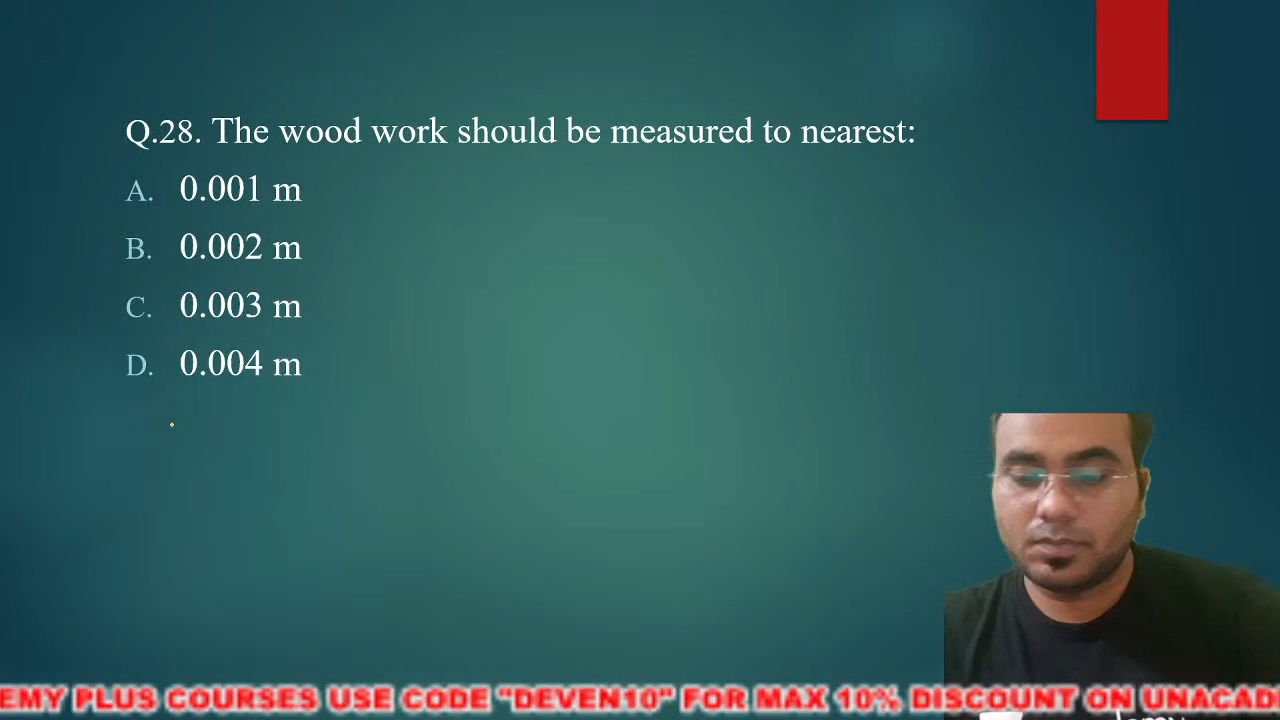 Q.28. The wood work should be measured to nearest:
A. 0.001 m
B. 0.002 m
C. 0.003 m
D. 0.004 m
EMY PLUS COURSES USE CODE "DEVEN10" FOR MAX 10% DISCOUNT ON UNACAD